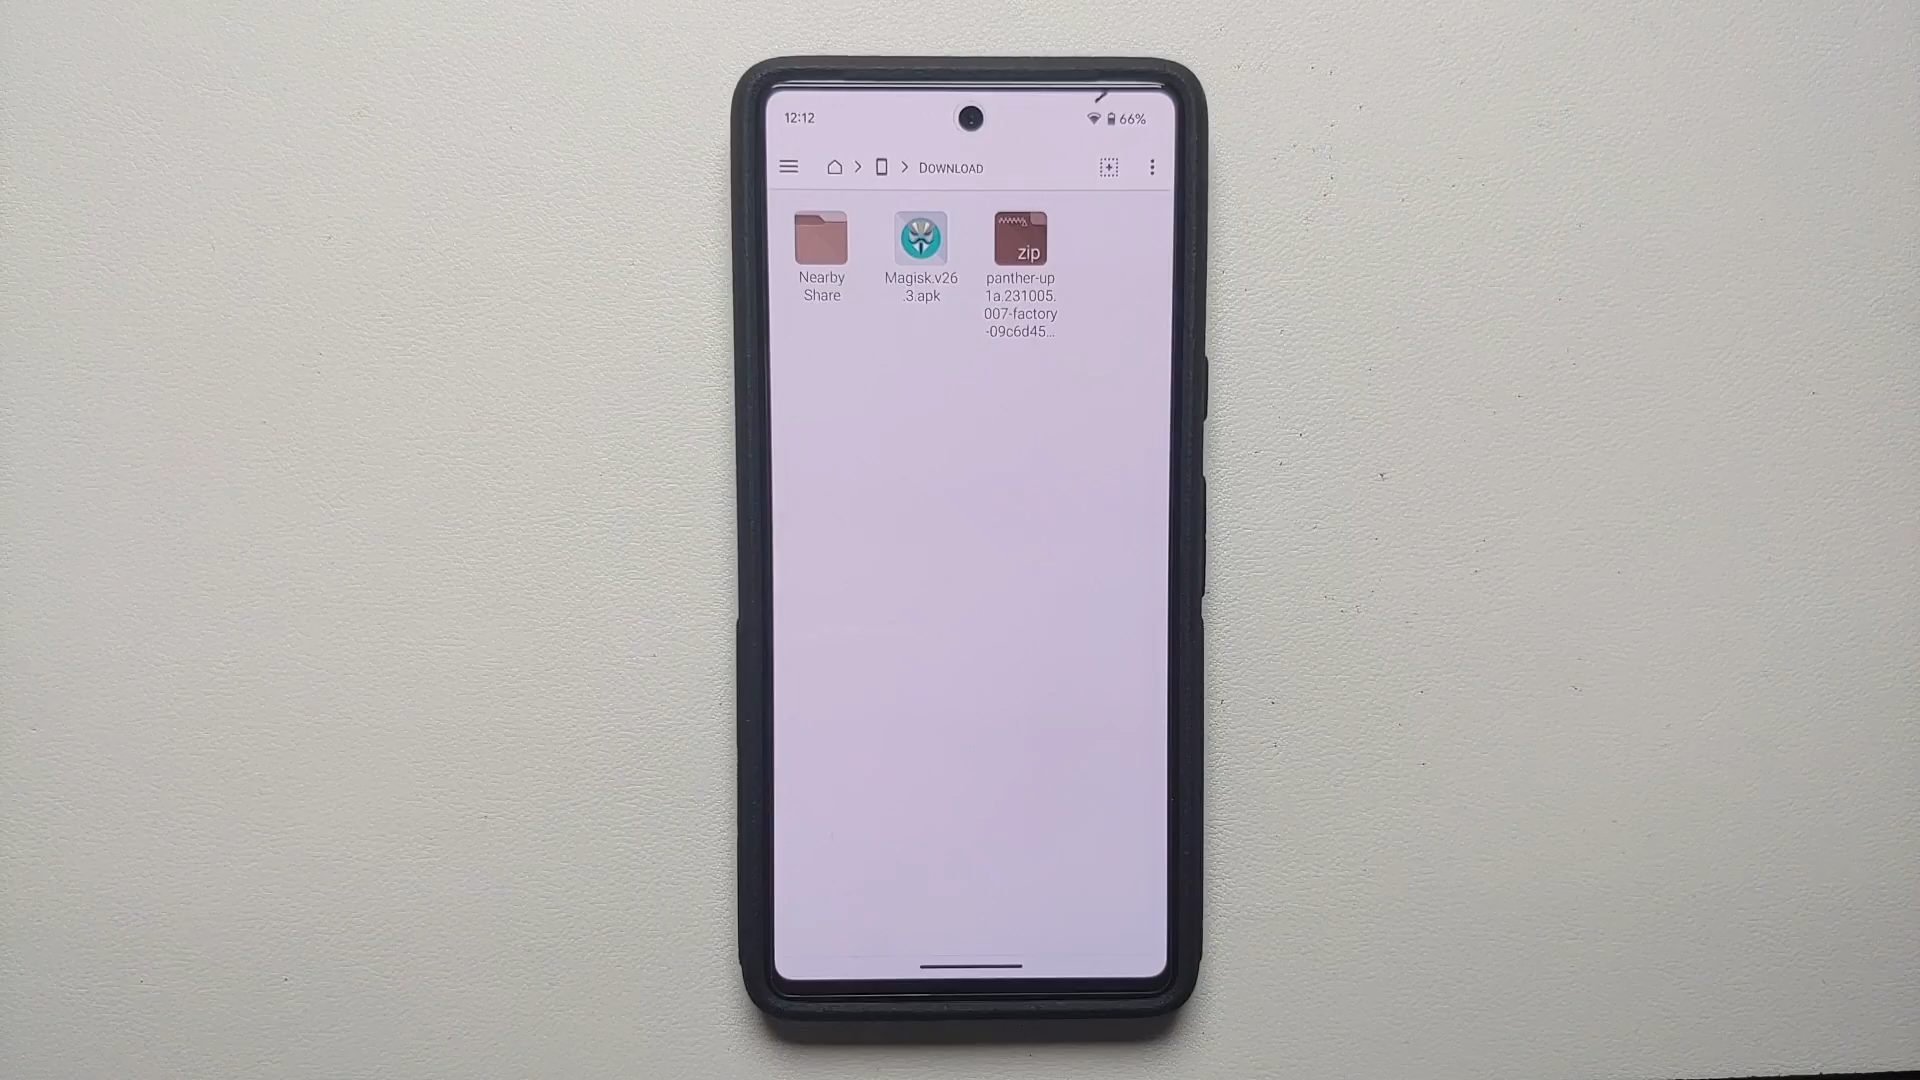 12:12
66%
DOWNLOAD
Nearby
Share
Magisk.v26
.3.apk
zip
panther-up
1a.231005.
007-factory
-09c6d45...